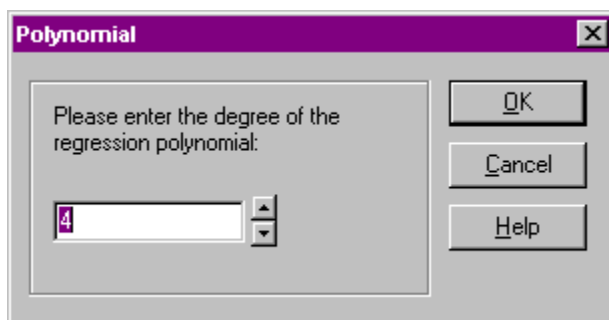 Polynomial
Please enter the degree of the
regression polynomial:
4
OK
Cancel
Help